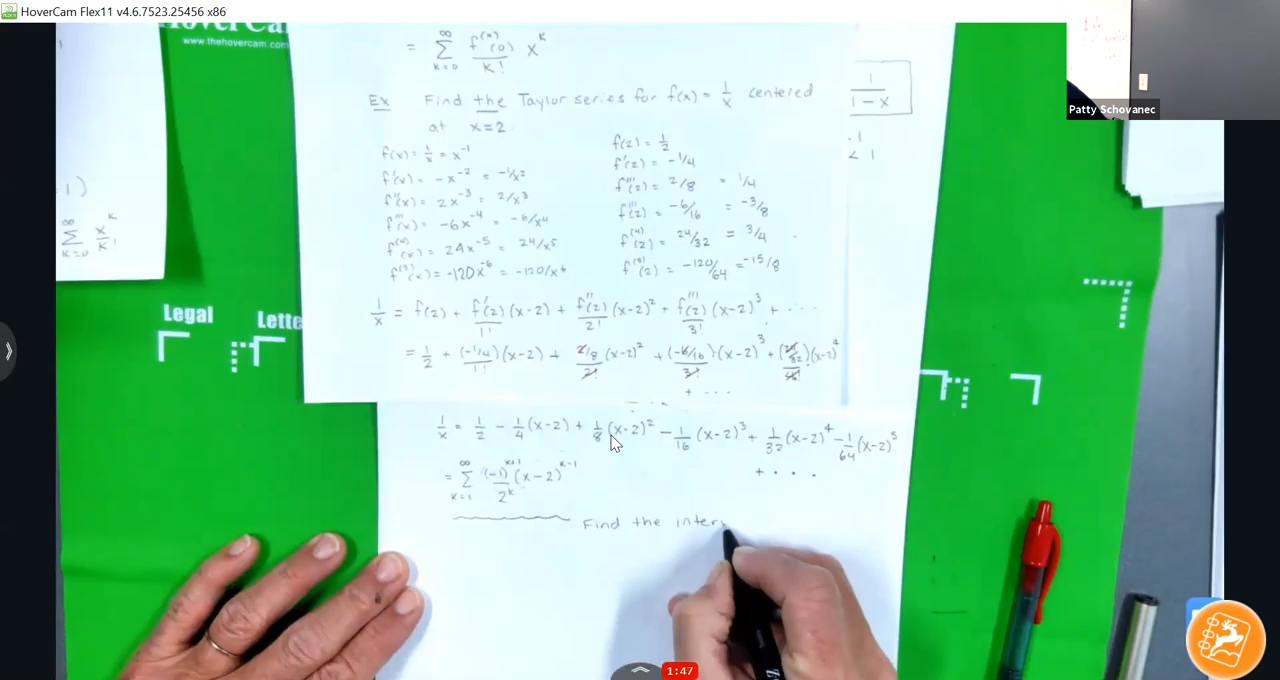 HoverCam Flex11 v4.6.7523.25456 x86
www.thehovercam.com
Patty Schovanec
= ∞ Σ k=0 f^(k)(0)/k! x^k
Ex Find the Taylor series for f(x) = 1/x centered
at x=2
1/(1-x)
f(x) = 1/x = x^-1
f(2) = 1/2
f'(x) = -x^-2 = -1/x^2
f'(2) = -1/4
f''(x) = 2x^-3 = 2/x^3
f'''(x) = -6x^-4 = -6/x^4
f'''(2) = -6/16 = -3/8
f^(4)(x) = 24x^-5 = 24/x^5
f^(4)(2) = 24/32 = 3/4
f^(5)(x) = -120x^-6 = -120/x^6
f^(5)(2) = -120/64 = -15/8
∞ Σ k=0 x^k/k!
Legal
Lette
1/x = f(2) + f'(2)/1! (x-2) + f''(2)/2! (x-2)^2 + f'''(2)/3! (x-2)^3 + ...
= 1/2 + (-1/4)/1! (x-2) + 2/8/2! (x-2)^2 + (-6/16)/3! (x-2)^3 + (24/32)/4! (x-2)^4
+ ...
1/x = 1/2 - 1/4 (x-2) + 1/8 (x-2)^2 - 1/16 (x-2)^3 + 1/32 (x-2)^4 - 1/64 (x-2)^5
+ ...
= ∞ Σ k=1 (-1)^(k+1)/2^k (x-2)^(k-1)
Find the inter
1:47